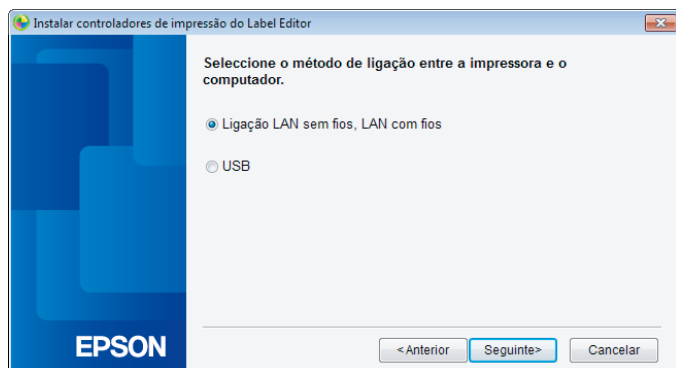 Instalar controladores de impressão do Label Editor
Seleccione o método de ligação entre a impressora e o
computador.
Ligação LAN sem fios, LAN com fios
USB
EPSON
<Anterior
Seguinte>
Cancelar